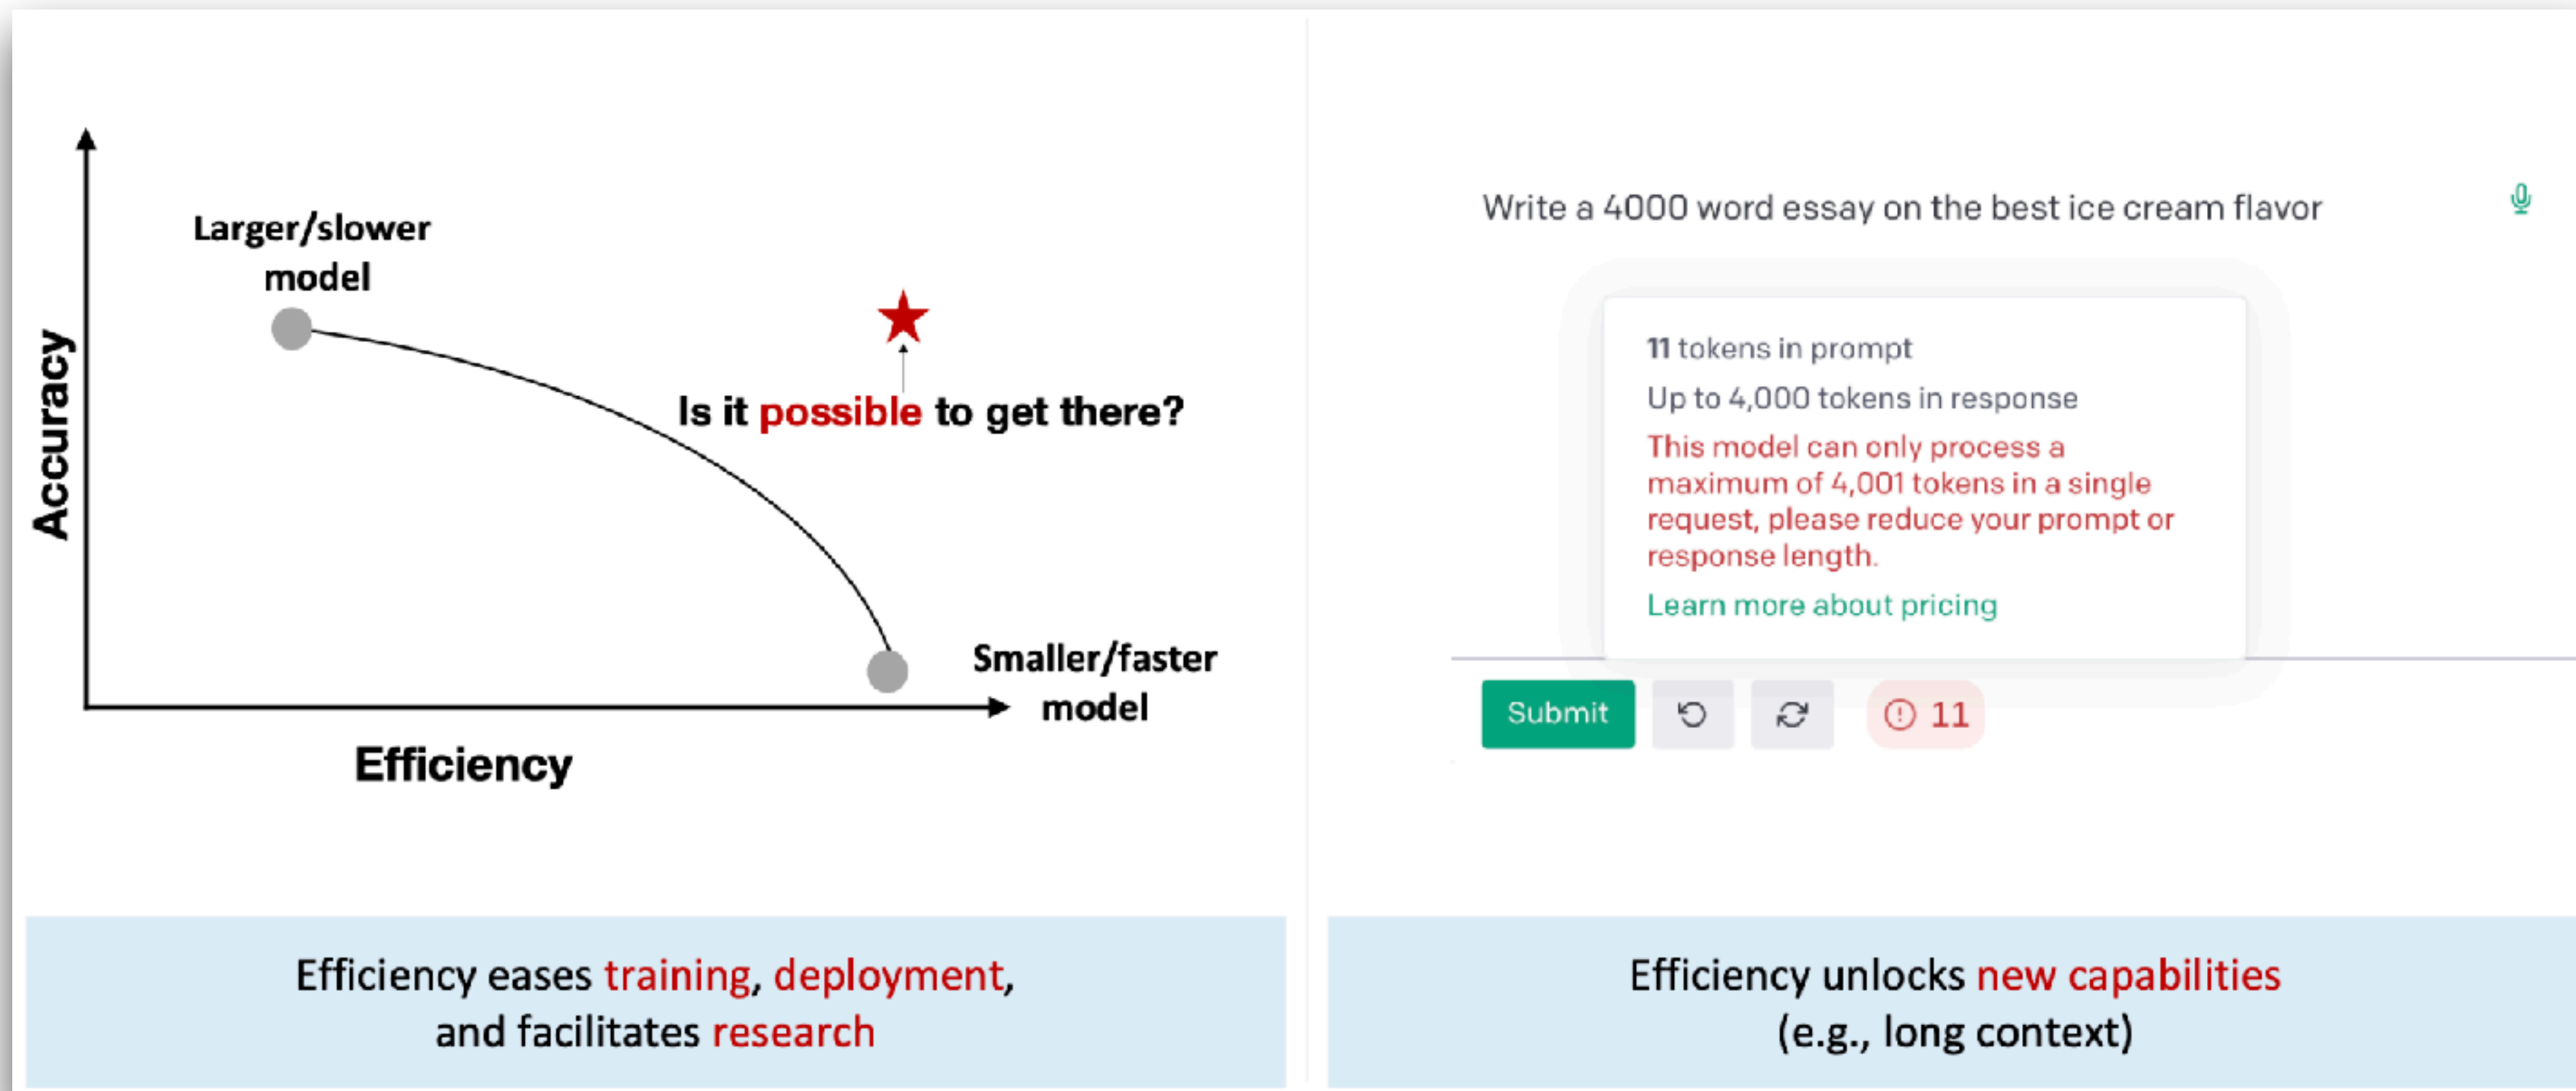 Larger/slower
model
Accuracy
Is it possible to get there?
Smaller/faster
model
Efficiency
Efficiency eases training, deployment,
and facilitates research
Write a 4000 word essay on the best ice cream flavor
11 tokens in prompt
Up to 4,000 tokens in response
This model can only process a
maximum of 4,001 tokens in a single
request, please reduce your prompt or
response length.
Learn more about pricing
Submit
11
Efficiency unlocks new capabilities
(e.g., long context)